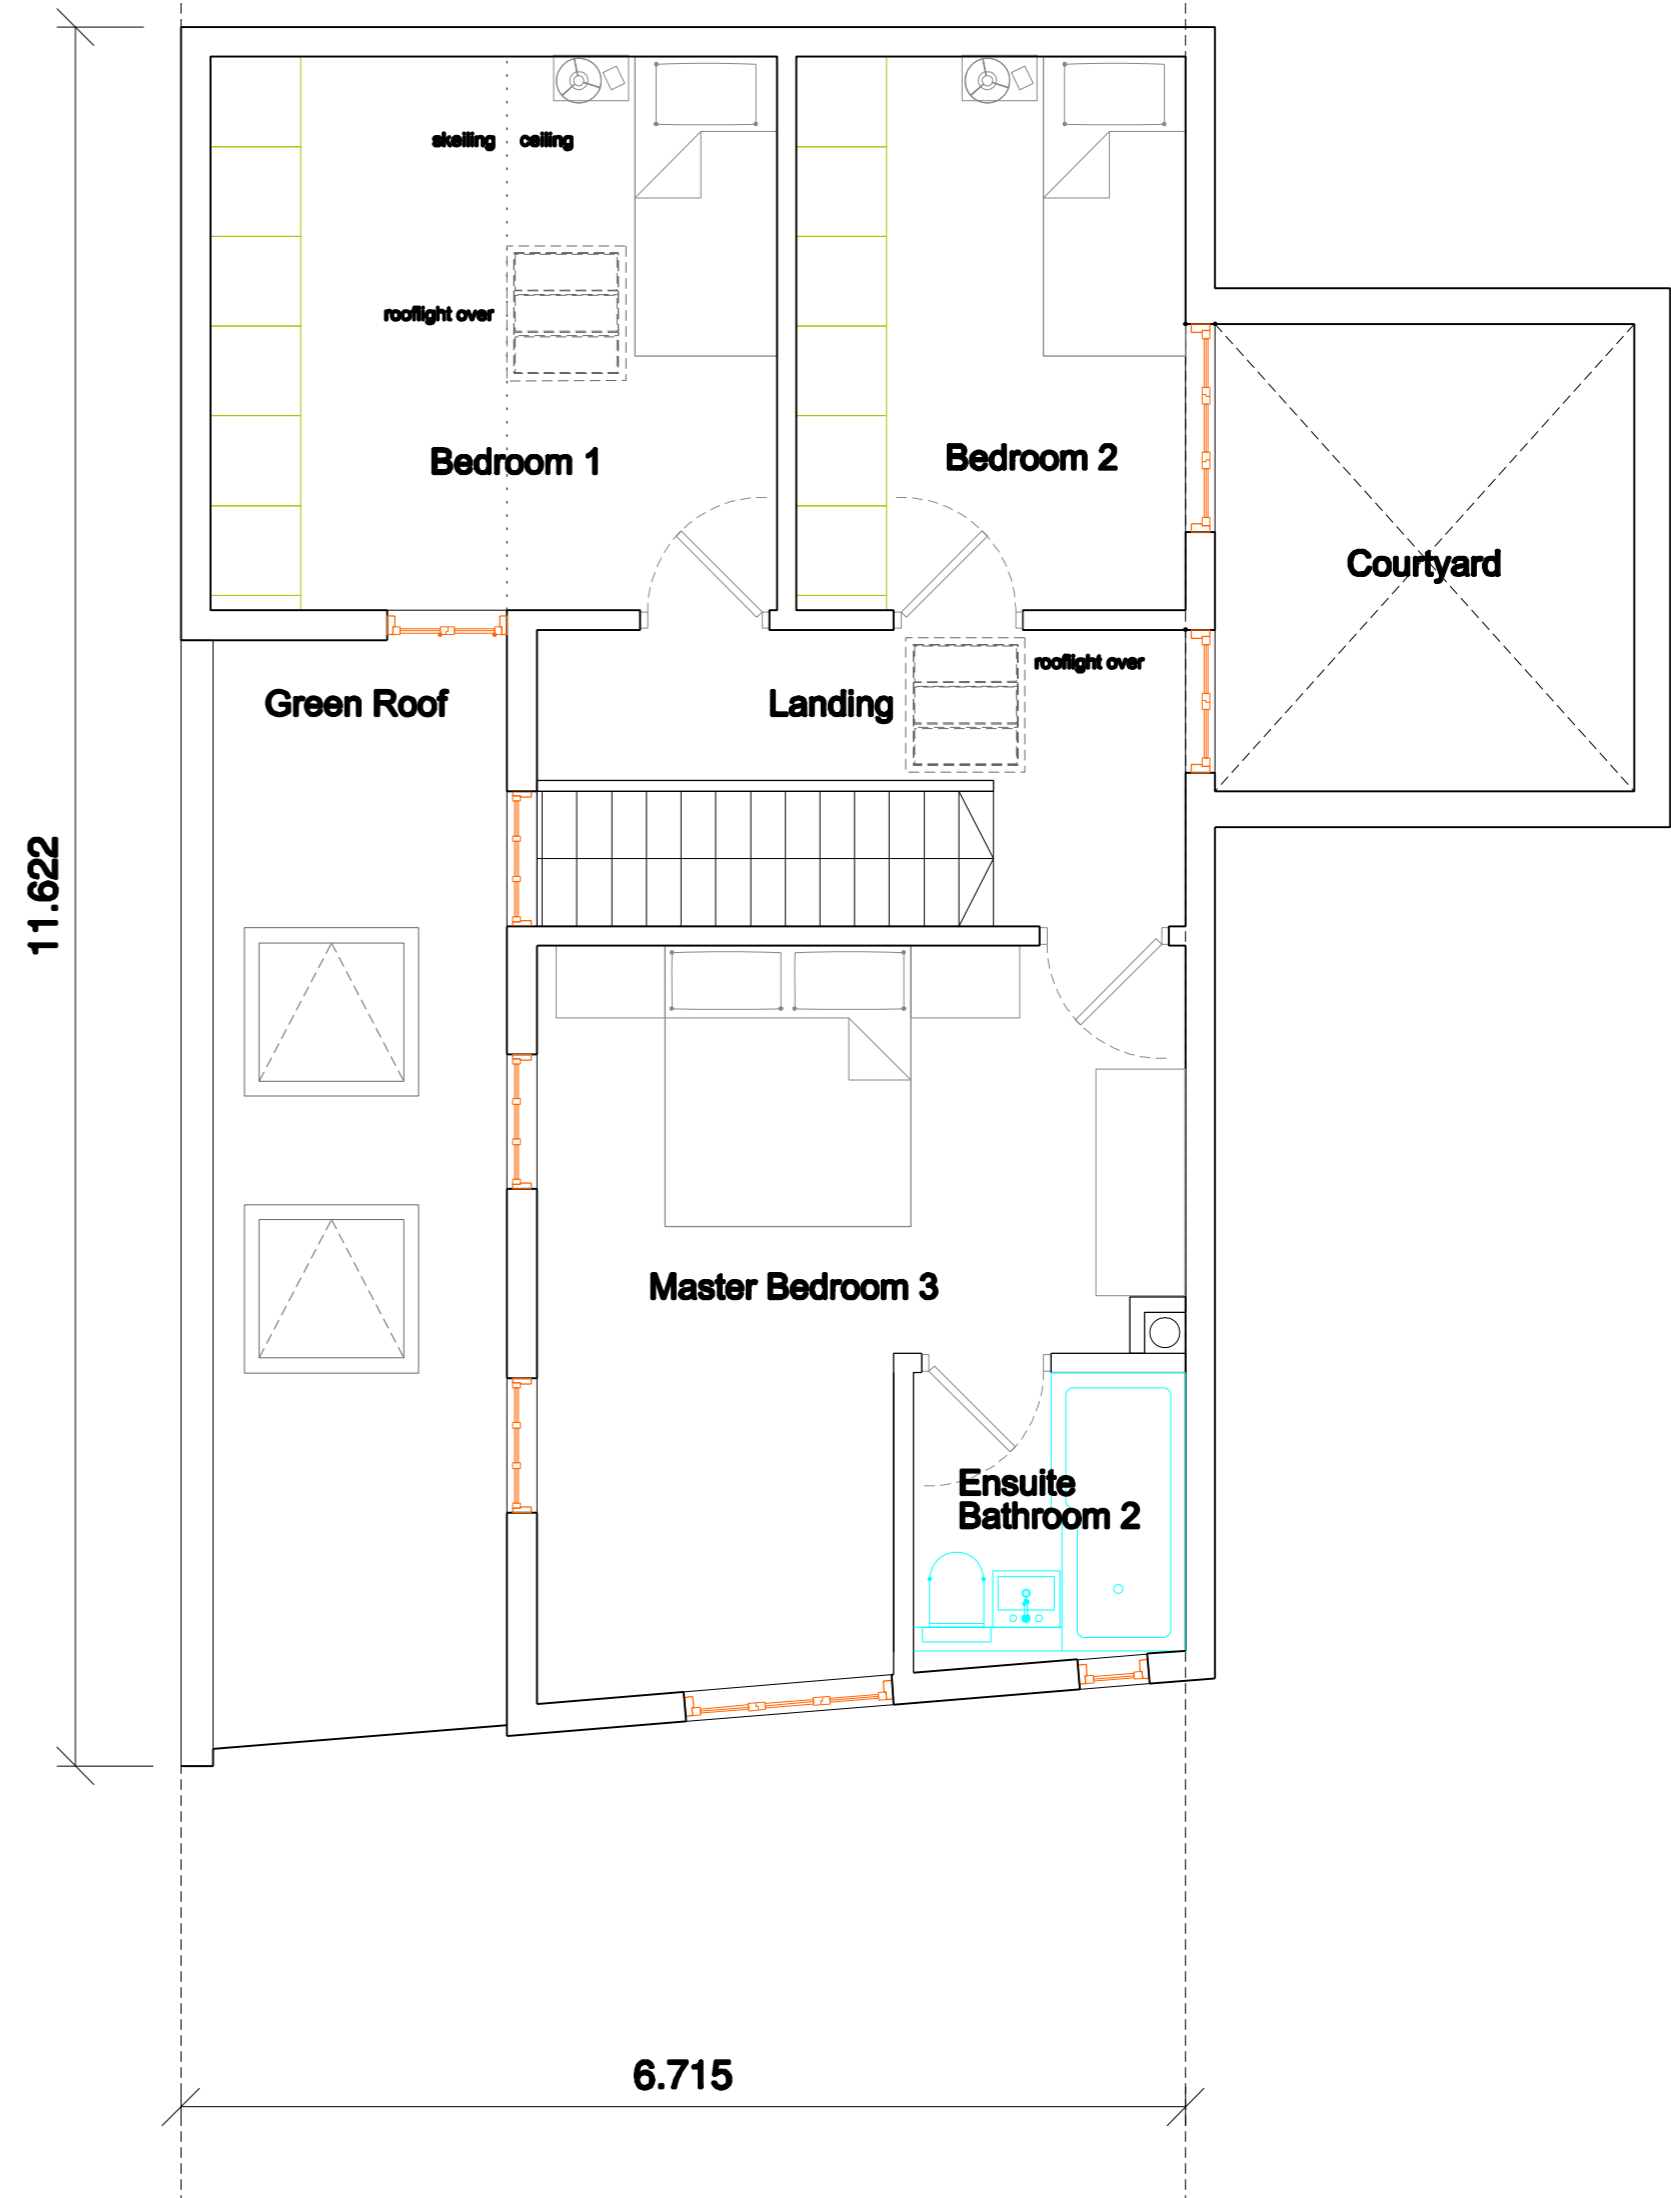 skeiling ceiling
rooflight over
Bedroom 1
Bedroom 2
Courtyard
rooflight over
Green Roof
Landing
11.622
Master Bedroom 3
Ensuite
Bathroom 2
6.715